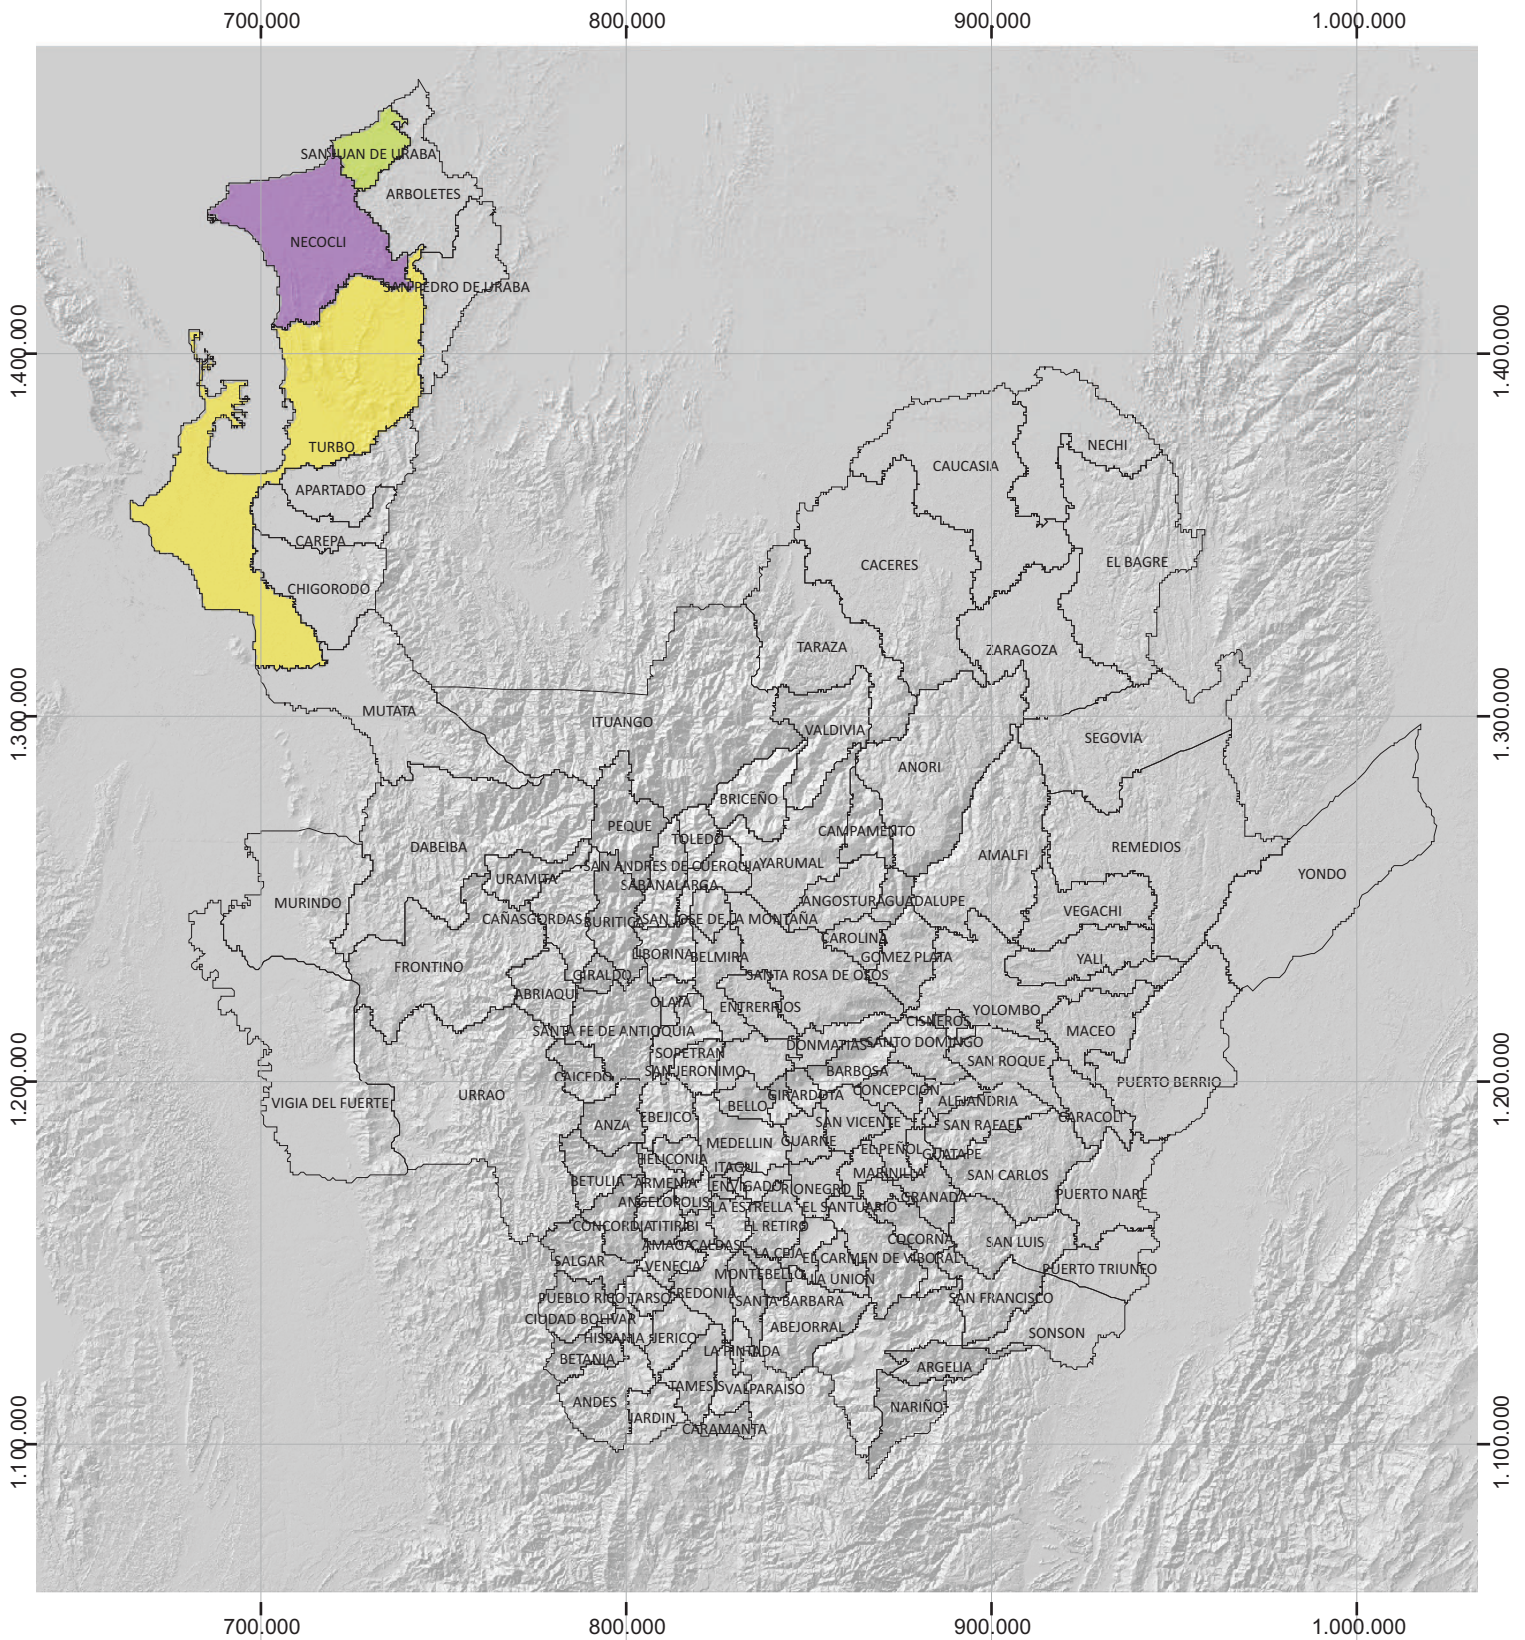 700.000 800.000 900.000 1.000.000
SAN JUAN DE URABA
ARBOLETES
NECOCLI
SAN PEDRO DE URABA
1.400.000 1.400.000
TURBO
NECHI
CAUCASIA
APARTADO
CAREPA
CACERES
EL BAGRE
CHIGORODO
TARAZA
ZARAGOZA
MUTATA
1.300.000 1.300.000
ITUANGO
VALDIVIA
SEGOVIA
ANORI
BRICEÑO
PEQUE
CAMPAMENTO
TOLEDO
DABEIBA
AMALFI
REMEDIOS
SAN ANDRES DE CUERQUIA
YARUMAL
YONDO
URAMITA
SABANALARGA
MURINDO
ANGOSTURA
GUADALUPE
VEGACHI
CAÑASGORDAS
BURITICA
SAN JOSE DE LA MONTAÑA
CAROLINA
LIBORINA
BELMIRA
GOMEZ PLATA
YALI
FRONTINO
GIRALDO
SANTA ROSA DE OSOS
ABRIAQUI
OLAYA
ENTRERRIOS
YOLOMBO
CISNEROS
SANTA FE DE ANTIOQUIA
MACEO
DONMATIAS
SANTO DOMINGO
SOPETRAN
SAN ROQUE
SAN JERONIMO
BARBOSA
CAICEDO
PUERTO BERRIO
1.200.000 1.200.000
URRAO
GIRARDOTA
CONCEPCION
VIGIA DEL FUERTE
BELLO
ALEJANDRIA
EBEJICO
CARACOLI
ANZA
SAN VICENTE
SAN RAFAEL
MEDELLIN
GUARNE
EL PEÑOL
GUATAPE
HELICONIA
ITAGUI
MARINILLA
SAN CARLOS
BETULIA
ARMENIA
ENVIGADO
RIONEGRO
PUERTO NARE
GRANADA
ANGELOPOLIS
LA ESTRELLA
EL SANTUARIO
CONCORDIA
TITIRIBI
EL RETIRO
COCORNA
SAN LUIS
AMAGA
CALDAS
LA CEJA
EL CARMEN DE VIBORAL
SALGAR
VENECIA
PUERTO TRIUNFO
MONTEBELLO
LA UNION
FREDONIA
PUEBLO RICO
TARSO
SANTA BARBARA
SAN FRANCISCO
CIUDAD BOLIVAR
ABEJORRAL
SONSON
HISPANIA
JERICO
LA PINTADA
BETANIA
ARGELIA
TAMESIS
VALPARAISO
ANDES
NARIÑO
JARDIN
CARAMANTA
1.100.000 1.100.000
700.000 800.000 900.000 1.000.000